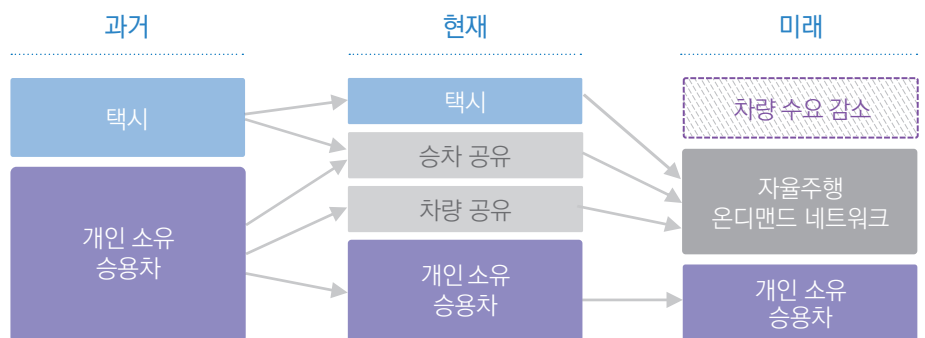 과거
현재
미래
택시
개인 소유
승용차
택시
승차 공유
차량 공유
개인 소유
승용차
차량 수요 감소
자율주행
온디맨드 네트워크
개인 소유
승용차